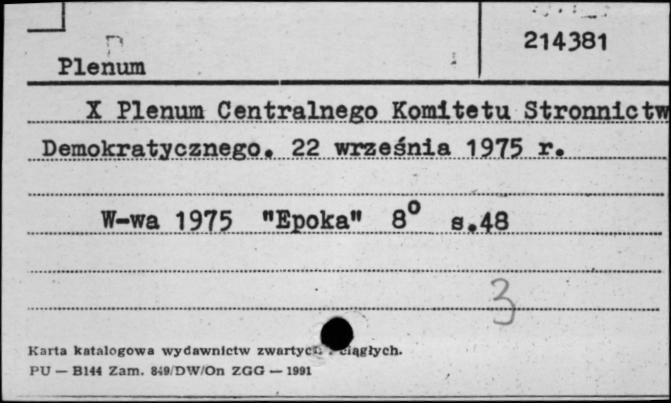 214381
Plenum
X Plenum Centralnego Komitetu Stronnictw
Demokratycznego. 22 września 1975 r.
W-wa 1975 "Epoka" 8° s.48
3
Karta katalogowa wydawnictw zwartych i ciągłych.
PU — B144 Zam. 849/DW/On ZGG — 1991